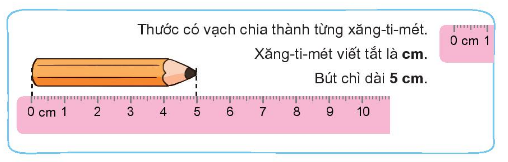 Thước có vạch chia thành từng xăng-ti-mét.
0 cm 1
Xăng-ti-mét viết tắt là cm.
Bút chì dài 5 cm.
0 cm 1 2 3 4 5 6 7 8 9 10